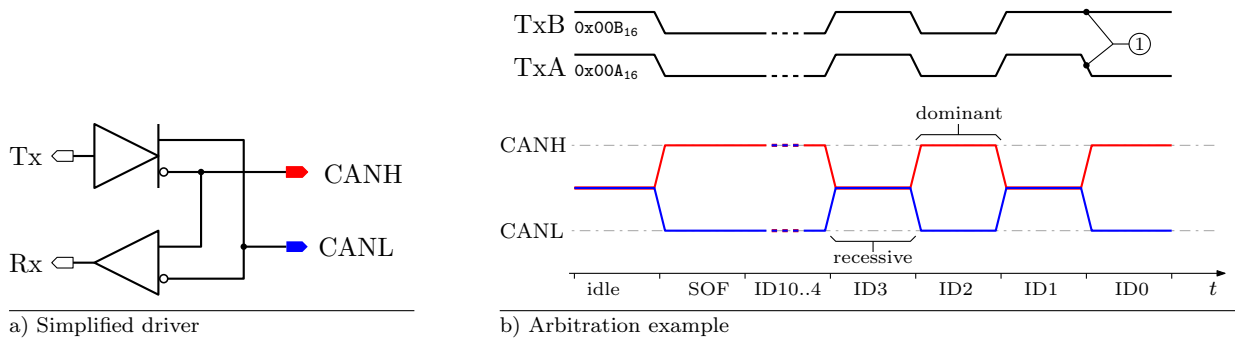 Tx
CANH
Rx
CANL
a) Simplified driver
TxB 0x00B₁₆
TxA 0x00A₁₆
1
dominant
CANH
CANL
recessive
idle SOF ID10..4 ID3 ID2 ID1 ID0 t
b) Arbitration example